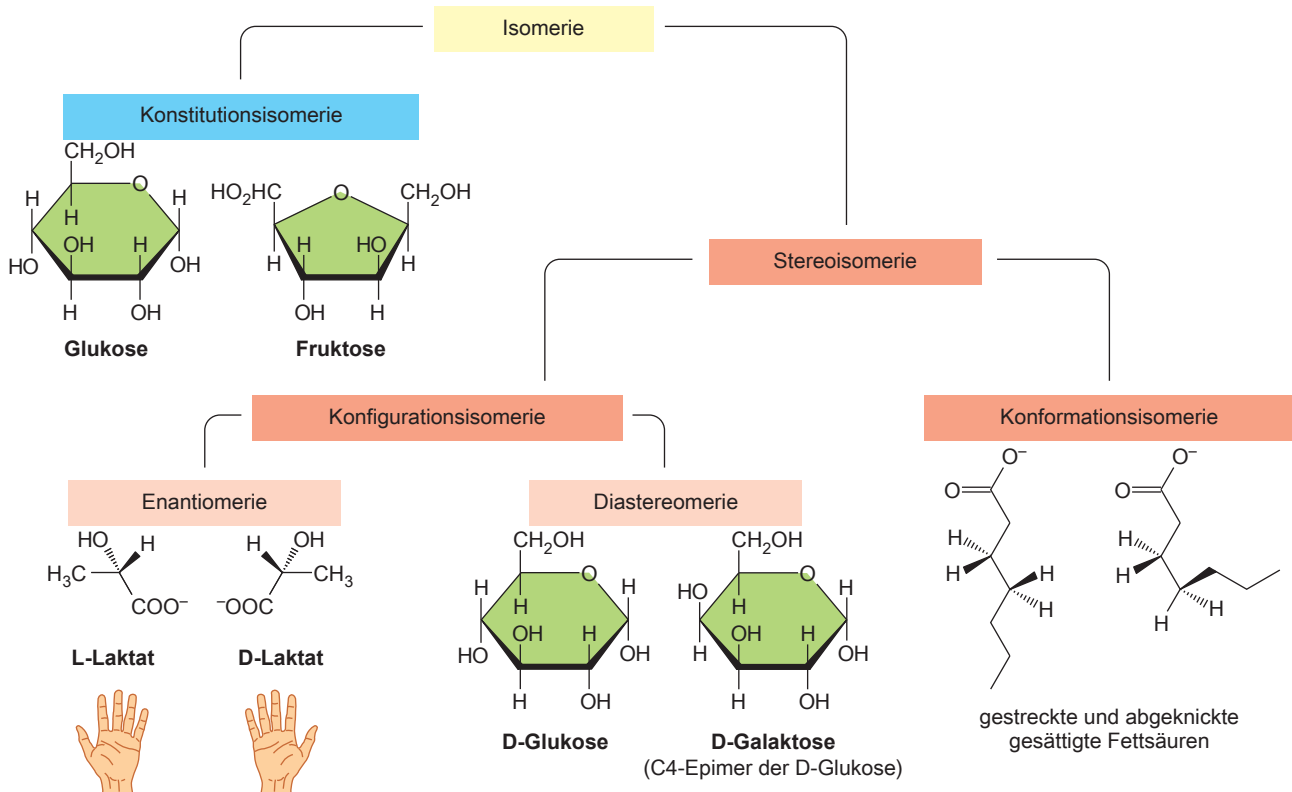 Isomerie
Konstitutionsisomerie
CH2OH
O
H
H
H
OH
H
HO
OH
H
OH
Glukose
HO2HC
O
CH2OH
H
H
HO
H
OH
H
Fruktose
Stereoisomerie
Konfigurationsisomerie
Konformationsisomerie
Enantiomerie
HO
H
H3C
COO–
L-Laktat
H
OH
CH3
–OOC
D-Laktat
Diastereomerie
CH2OH
O
H
H
H
OH
H
HO
OH
H
OH
D-Glukose
CH2OH
O
HO
H
H
OH
H
H
OH
H
OH
D-Galaktose
(C4-Epimer der D-Glukose)
O–
O
H
H
H
H
O–
O
H
H
H
H
gestreckte und abgeknickte
gesättigte Fettsäuren